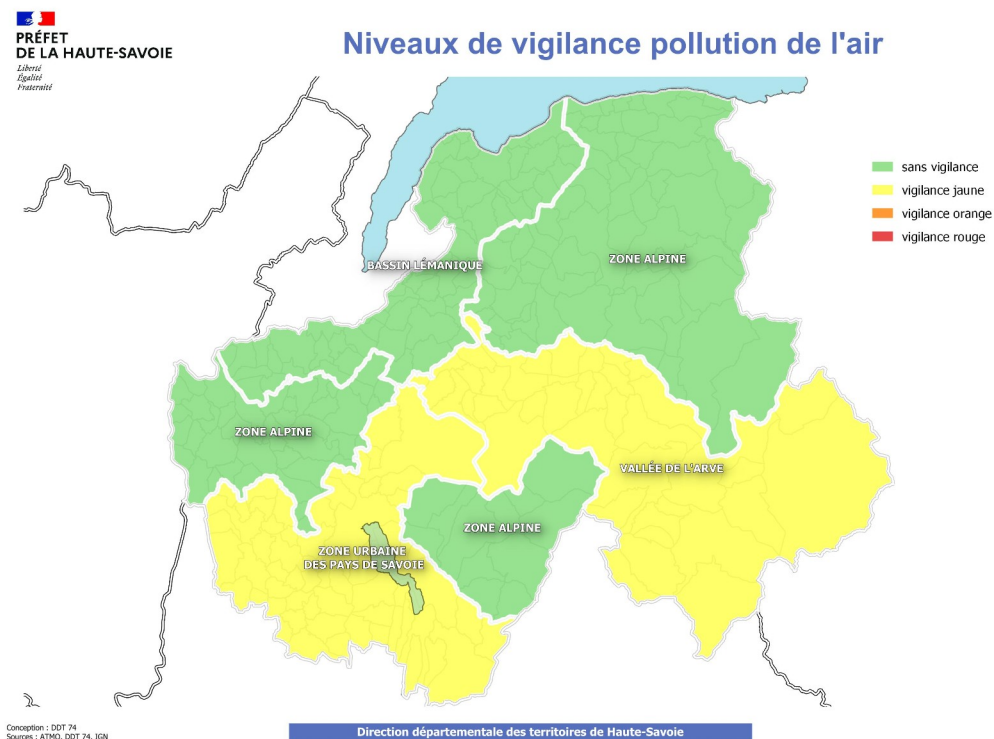 PRÉFET
DE LA HAUTE-SAVOIE
Liberté
Égalité
Fraternité
Niveaux de vigilance pollution de l'air
sans vigilance
vigilance jaune
vigilance orange
vigilance rouge
BASSIN LÉMANIQUE
ZONE ALPINE
ZONE ALPINE
VALLÉE DE L'ARVE
ZONE ALPINE
ZONE URBAINE
DES PAYS DE SAVOIE
Conception : DDT 74
Sources : ATMO, DDT 74, IGN
Direction départementale des territoires de Haute-Savoie